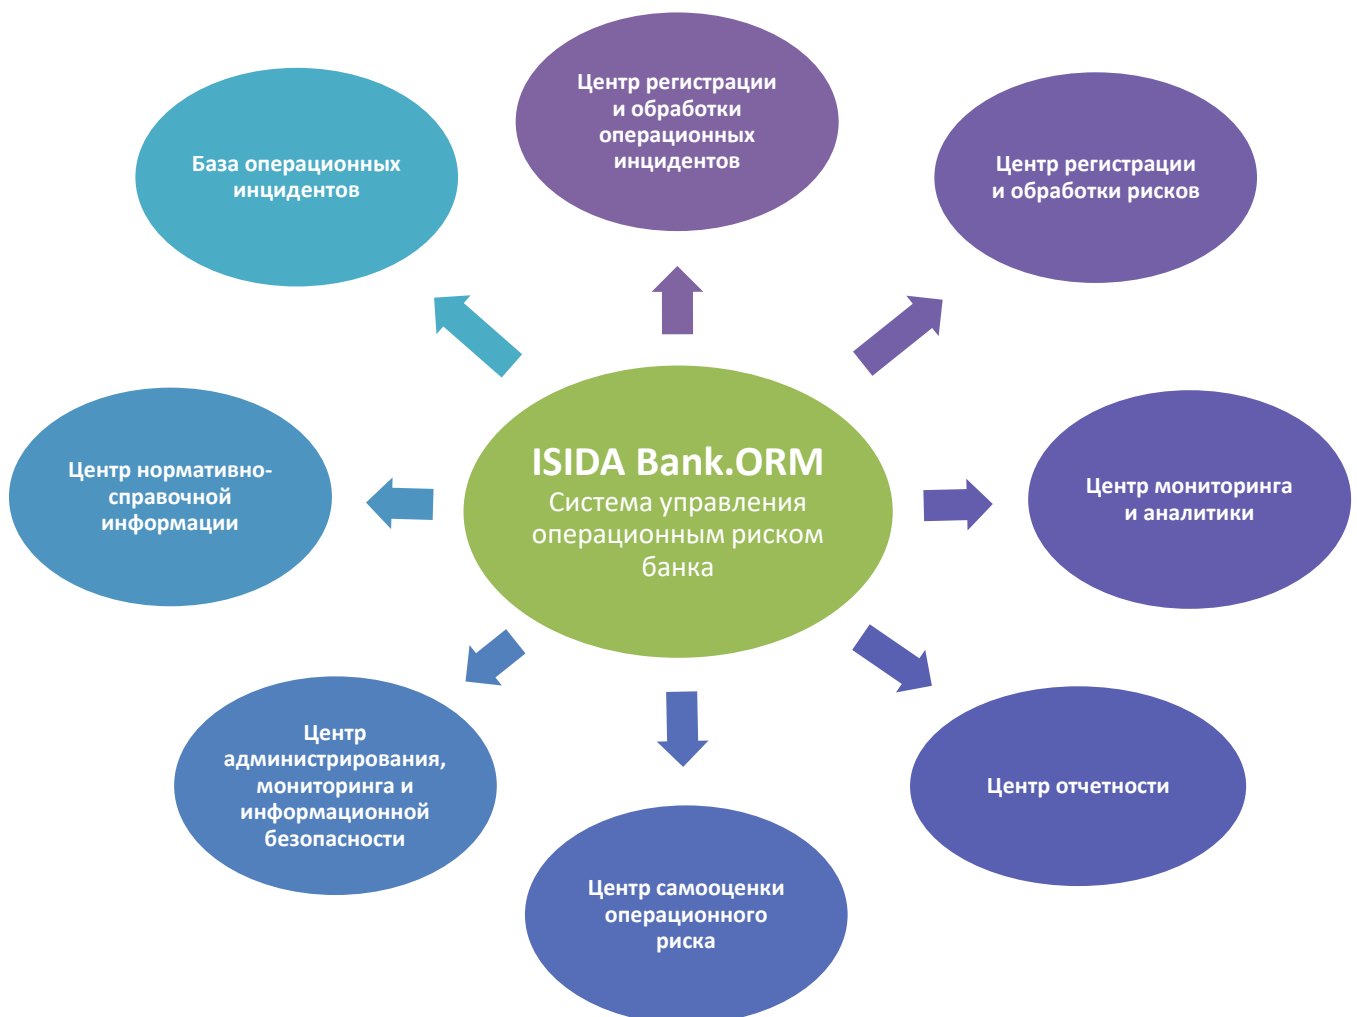 Центр регистрации
и обработки
операционных
инцидентов
База операционных
инцидентов
Центр регистрации
и обработки рисков
ISIDA Bank.ORM
Система управления
операционным риском
банка
Центр нормативно-
справочной
информации
Центр мониторинга
и аналитики
Центр
администрирования,
мониторинга и
информационной
безопасности
Центр отчетности
Центр самооценки
операционного
риска